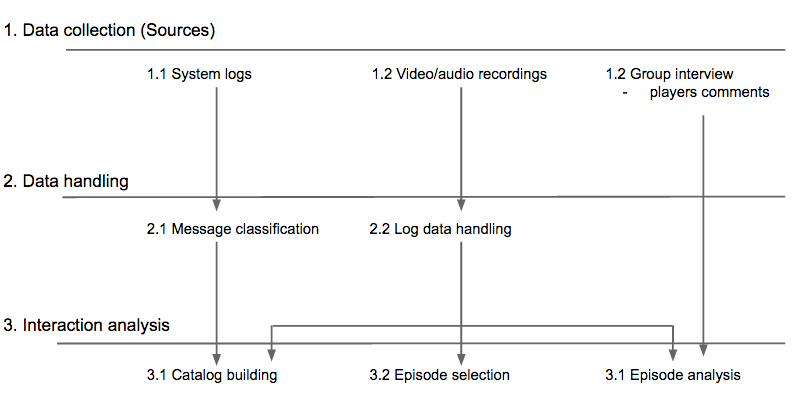 1. Data collection (Sources)
1.1 System logs
1.2 Video/audio recordings
1.2 Group interview
- players comments
2. Data handling
2.1 Message classification
2.2 Log data handling
3. Interaction analysis
3.1 Catalog building
3.2 Episode selection
3.1 Episode analysis